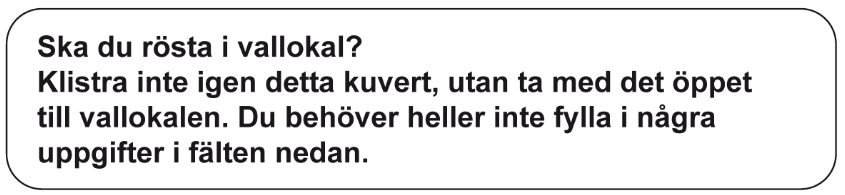 Ska du rösta i vallokal?
Klistra inte igen detta kuvert, utan ta med det öppet
till vallokalen. Du behöver heller inte fylla i några
uppgifter i fälten nedan.